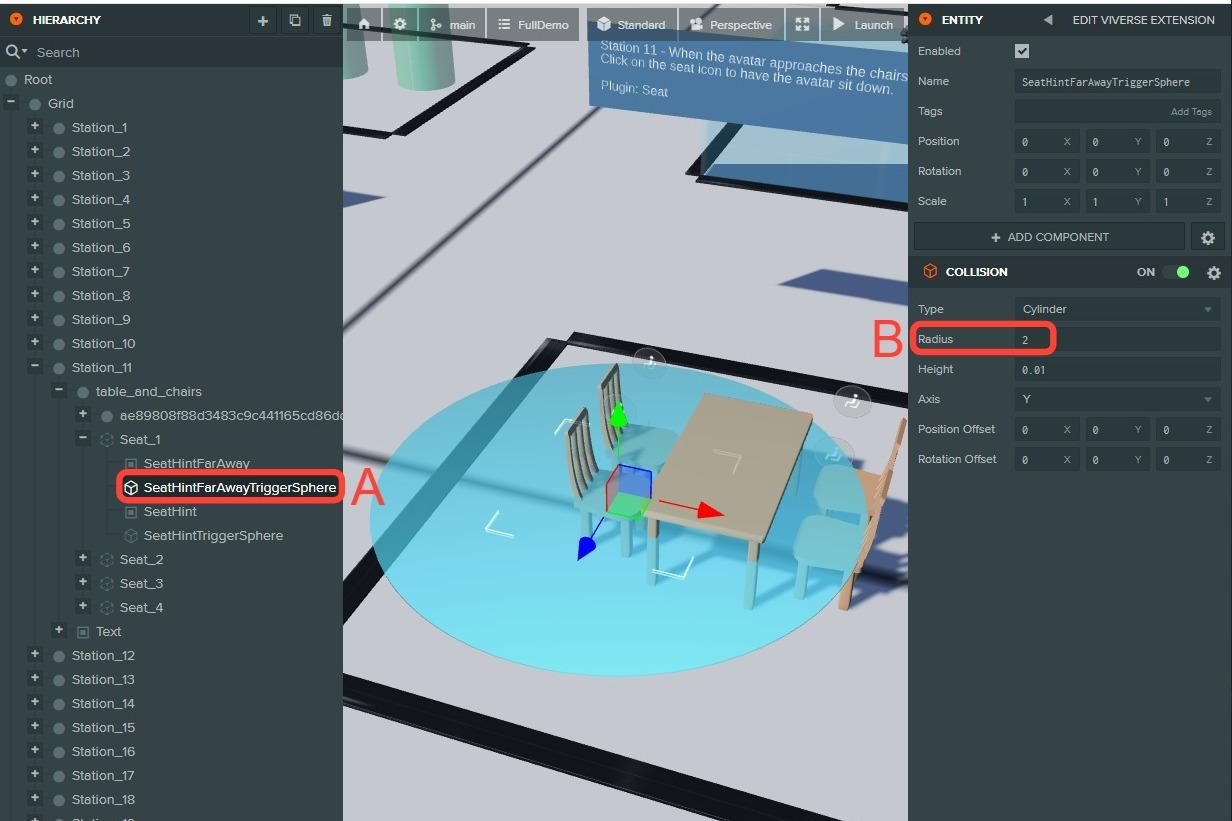 HIERARCHY
Search
Root
Grid
Station_1
Station_2
Station_3
Station_4
Station_5
Station_6
Station_7
Station_8
Station_9
Station_10
Station_11
table_and_chairs
ae89808f88d3483c9c441165cd86dc
Seat_1
SeatHintFarAway
SeatHintFarAwayTriggerSphere
A
SeatHint
SeatHintTriggerSphere
Seat_2
Seat_3
Seat_4
Text
Station_12
Station_13
Station_14
Station_15
Station_16
Station_17
Station_18
main
FullDemo
Standard
Perspective
Launch
Station 11 - When the avatar approaches the chairs
Click on the seat icon to have the avatar sit down.
Plugin: Seat
ENTITY
EDIT VIVERSE EXTENSION
Enabled
Name SeatHintFarAwayTriggerSphere
Tags Add Tags
Position 0 X 0 Y 0 Z
Rotation 0 X 0 Y 0 Z
Scale 1 X 1 Y 1 Z
+ ADD COMPONENT
COLLISION ON
Type Cylinder
B
Radius 2
Height 0.01
Axis Y
Position Offset 0 X 0 Y 0 Z
Rotation Offset 0 X 0 Y 0 Z